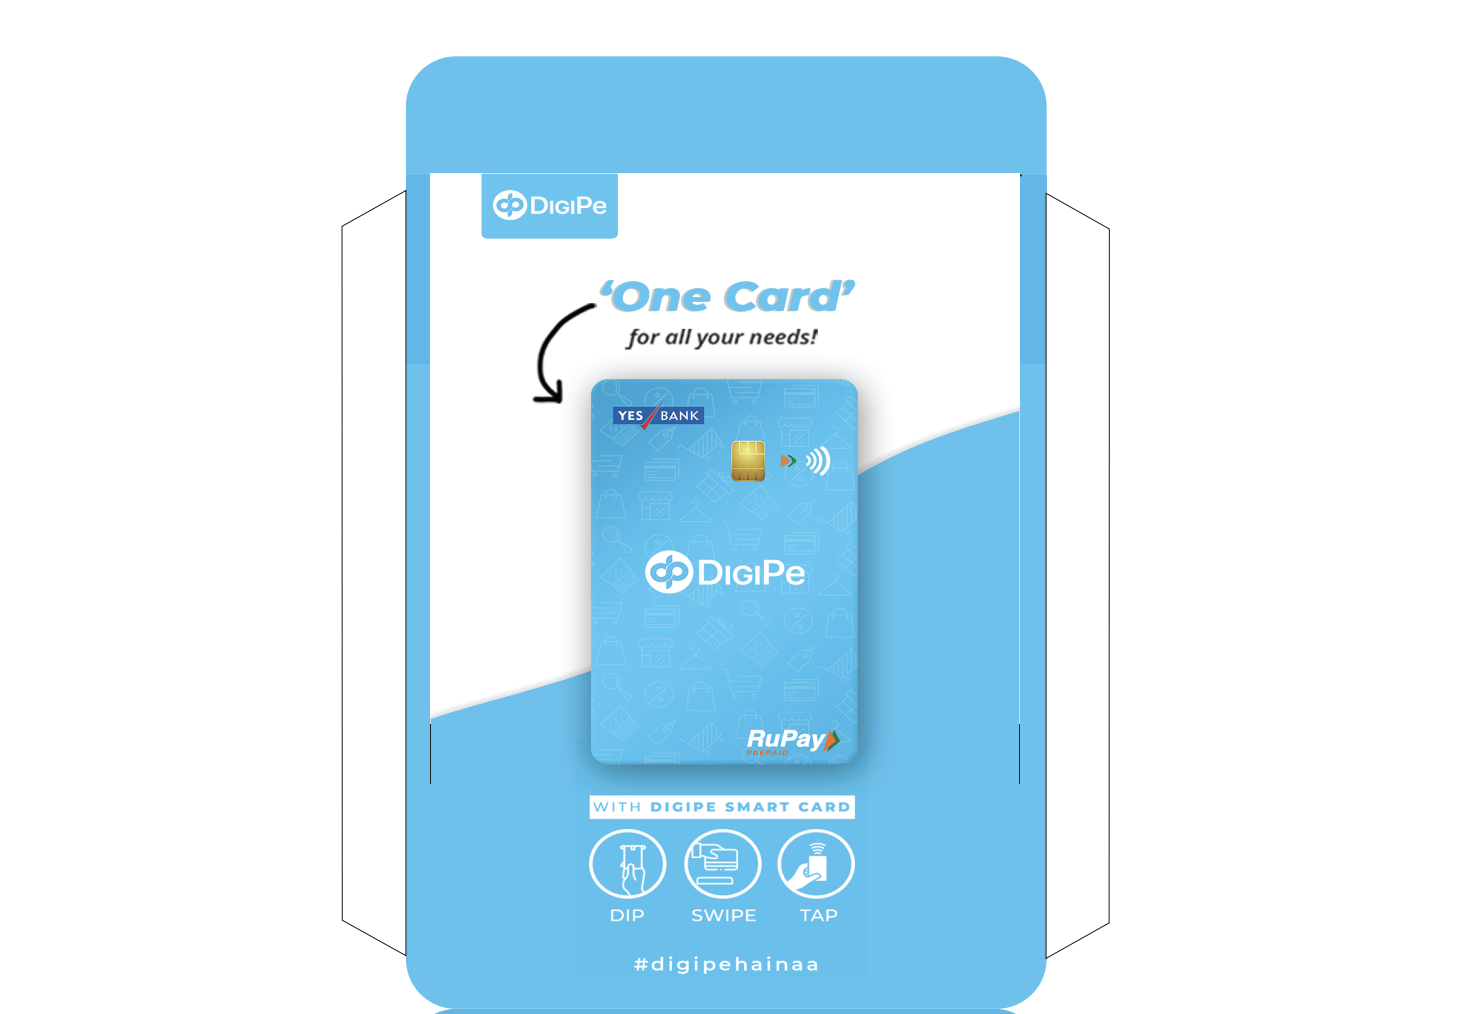 DIGIPe
‘One Card’
for all your needs!
YES BANK
DIGIPe
RuPay
PREPAID
WITH DIGIPE SMART CARD
DIP SWIPE TAP
#digipehainaa